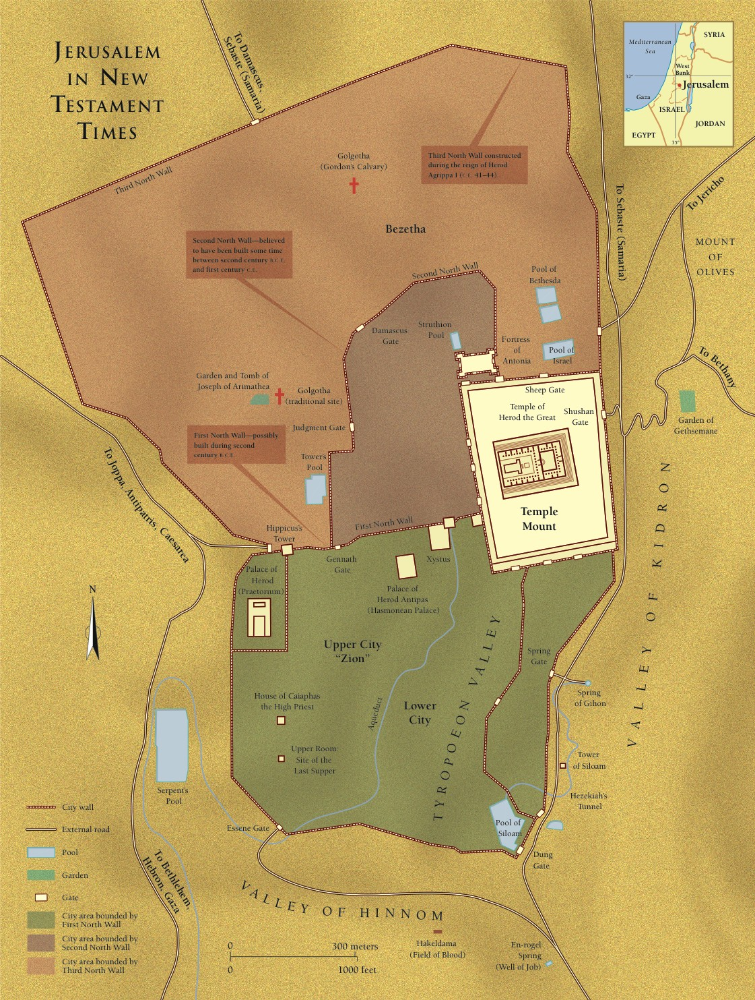 JERUSALEM
IN NEW
TESTAMENT
TIMES
To Damascus,
Sebaste (Samaria)
Mediterranean
Sea
SYRIA
West
Bank
32°
Jerusalem
Gaza
ISRAEL
JORDAN
EGYPT
35°
Golgotha
(Gordon's Calvary)
Third North Wall constructed
during the reign of Herod
Agrippa I (C.E. 41–44).
Third North Wall
To Sebaste (Samaria)
To Jericho
Bezetha
MOUNT
OF
OLIVES
Second North Wall—believed
to have been built some time
between second century B.C.E.
and first century C.E.
Second North Wall
Pool of
Bethesda
Damascus
Gate
Struthion
Pool
Fortress
of
Antonia
Pool of
Israel
To Bethany
Garden and Tomb of
Joseph of Arimathea
Golgotha
(traditional site)
Sheep Gate
Temple of
Herod the Great
Shushan
Gate
Garden of
Gethsemane
Judgment Gate
First North Wall—possibly
built during second
century B.C.E.
Tower's
Pool
To Joppa, Antipatris, Caesarea
Temple
Mount
First North Wall
Hippicus's
Tower
Gennath
Gate
Xystus
Palace of
Herod
(Praetorium)
Palace of
Herod Antipas
(Hasmonean Palace)
N
VALLEY OF KIDRON
Upper City
“Zion”
TYROPOEON VALLEY
Spring
Gate
Spring
of Gihon
House of Caiaphas
the High Priest
Aqueduct
Lower
City
Upper Room:
Site of the
Last Supper
Tower
of Siloam
Serpent's
Pool
Hezekiah's
Tunnel
Essene Gate
Pool of
Siloam
Dung
Gate
To Bethlehem,
Hebron, Gaza
VALLEY OF HINNOM
Hakeldama
(Field of Blood)
En-rogel
Spring
(Well of Job)
City wall
External road
Pool
Garden
Gate
City area bounded by
First North Wall
City area bounded by
Second North Wall
City area bounded by
Third North Wall
0 300 meters
0 1000 feet